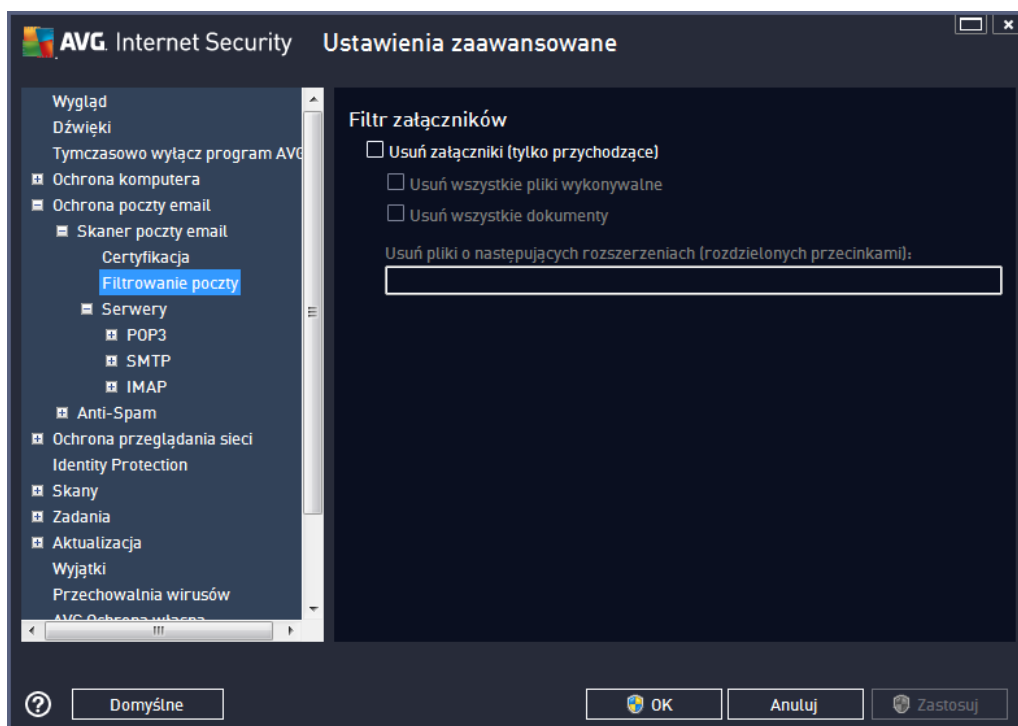 AVG. Internet Security Ustawienia zaawansowane
Wygląd
Dźwięki
Tymczasowo wyłącz program AVG
Ochrona komputera
Ochrona poczty email
Skaner poczty email
Certyfikacja
Filtrowanie poczty
Serwery
POP3
SMTP
IMAP
Anti-Spam
Ochrona przeglądania sieci
Identity Protection
Skany
Zadania
Aktualizacja
Wyjątki
Przechowalnia wirusów
AVG Ochrona własna
Filtr załączników
Usuń załączniki (tylko przychodzące)
Usuń wszystkie pliki wykonywalne
Usuń wszystkie dokumenty
Usuń pliki o następujących rozszerzeniach (rozdzielonych przecinkami):
Domyślne
OK
Anuluj
Zastosuj